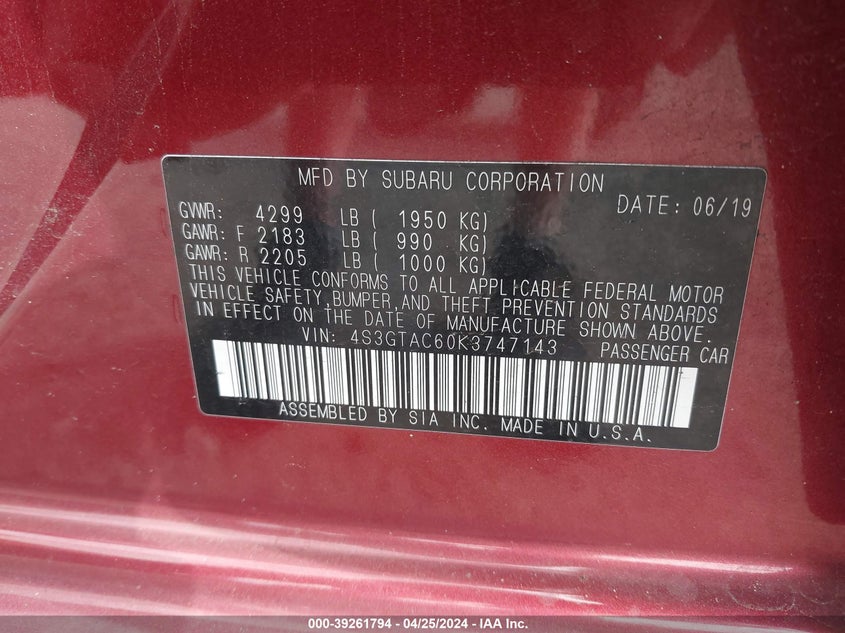 MFD BY SUBARU CORPORATION
DATE: 06/19
GVWR: 4299 LB ( 1950 KG)
GAWR: F 2183 LB ( 990 KG)
GAWR: R 2205 LB ( 1000 KG)
THIS VEHICLE CONFORMS TO ALL APPLICABLE FEDERAL MOTOR
VEHICLE SAFETY, BUMPER, AND THEFT PREVENTION STANDARDS
IN EFFECT ON THE DATE OF MANUFACTURE SHOWN ABOVE.
VIN: 4S3GTAC60K3747143 PASSENGER CAR
ASSEMBLED BY SIA INC. MADE IN U.S.A.
000-39261794 - 04/25/2024 - IAA Inc.